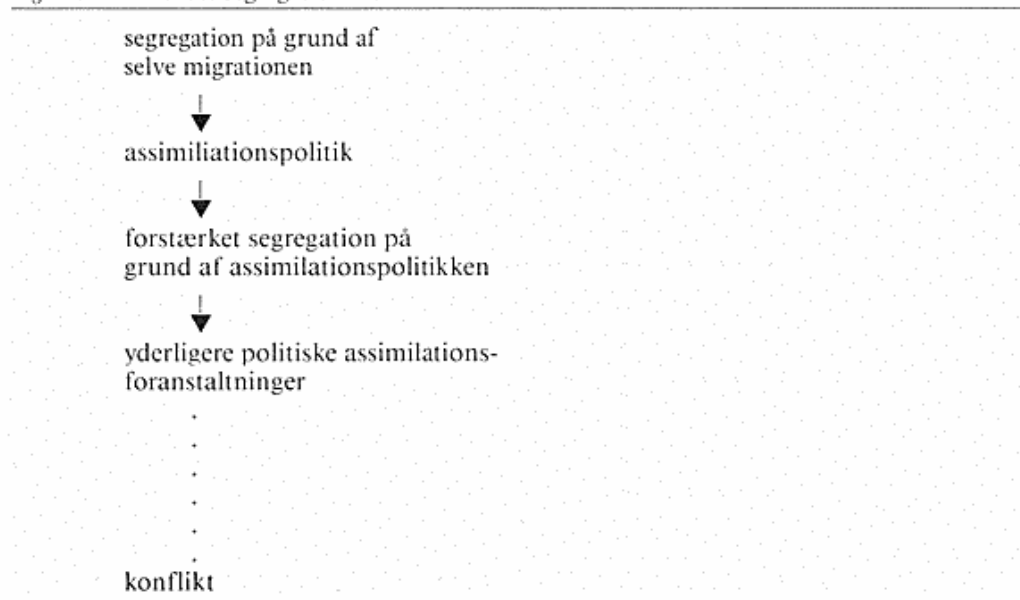 segregation på grund af
selve migrationen
assimiliationspolitik
forstærket segregation på
grund af assimilationspolitikken
yderligere politiske assimilations-
foranstaltninger
konflikt